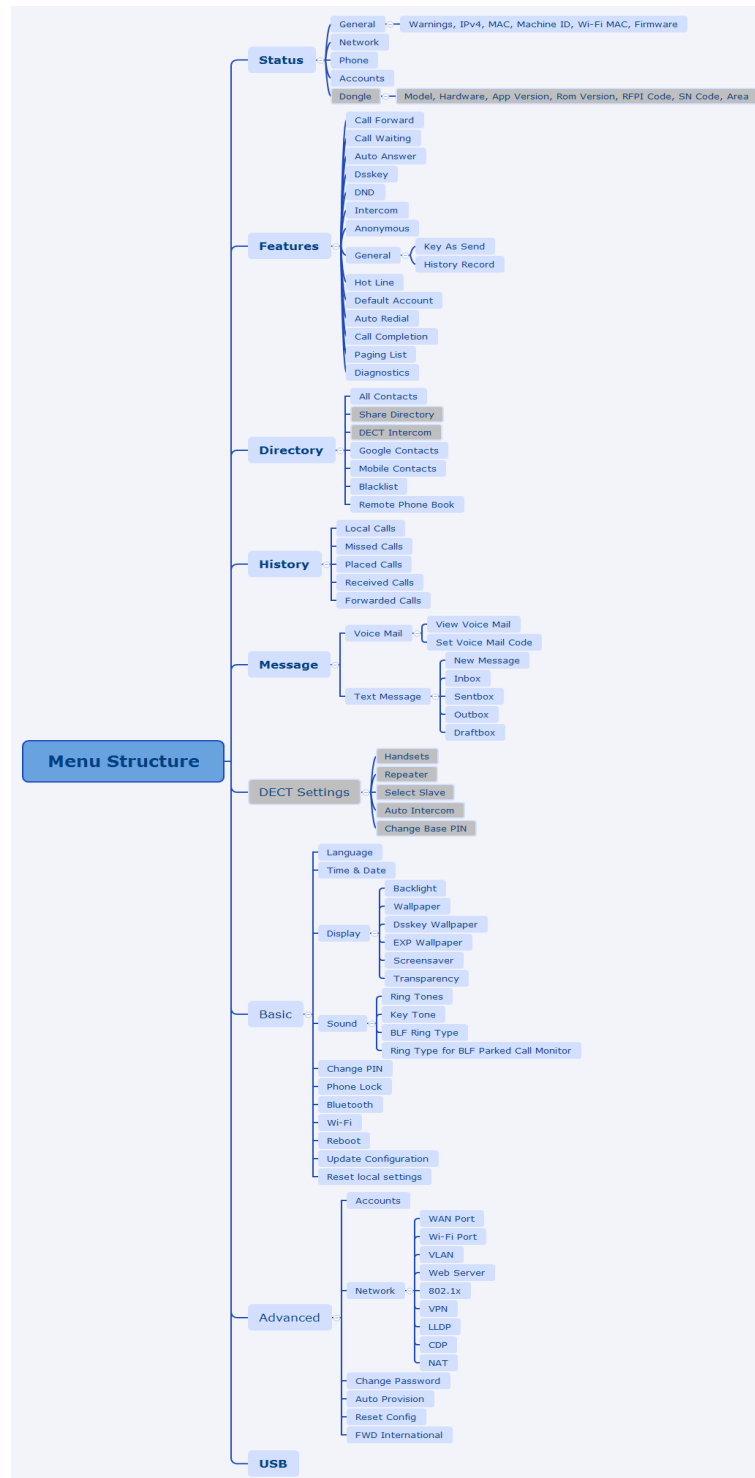 Menu Structure
Status
General
Warnings, IPv4, MAC, Machine ID, Wi-Fi MAC, Firmware
Network
Phone
Accounts
Dongle
Model, Hardware, App Version, Rom Version, RFPI Code, SN Code, Area
Features
Call Forward
Call Waiting
Auto Answer
Dsskey
DND
Intercom
Anonymous
General
Key As Send
History Record
Hot Line
Default Account
Auto Redial
Call Completion
Paging List
Diagnostics
Directory
All Contacts
Share Directory
DECT Intercom
Google Contacts
Mobile Contacts
Blacklist
Remote Phone Book
History
Local Calls
Missed Calls
Placed Calls
Received Calls
Forwarded Calls
Message
Voice Mail
View Voice Mail
Set Voice Mail Code
Text Message
New Message
Inbox
Sentbox
Outbox
Draftbox
DECT Settings
Handsets
Repeater
Select Slave
Auto Intercom
Change Base PIN
Basic
Language
Time & Date
Display
Backlight
Wallpaper
Dsskey Wallpaper
EXP Wallpaper
Screensaver
Transparency
Sound
Ring Tones
Key Tone
BLF Ring Type
Ring Type for BLF Parked Call Monitor
Change PIN
Phone Lock
Bluetooth
Wi-Fi
Reboot
Update Configuration
Reset local settings
Advanced
Accounts
Network
WAN Port
Wi-Fi Port
VLAN
Web Server
802.1x
VPN
LLDP
CDP
NAT
Change Password
Auto Provision
Reset Config
FWD International
USB